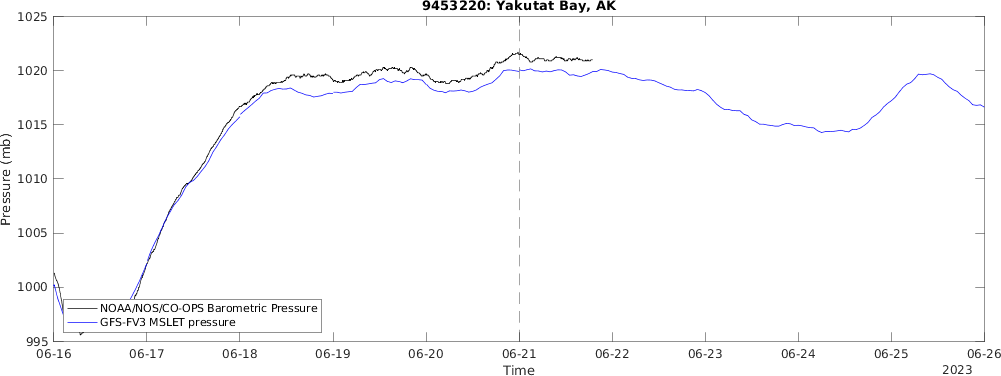 9453220: Yakutat Bay, AK
1025
1020
1015
1010
1005
1000
995
Pressure (mb)
NOAA/NOS/CO-OPS Barometric Pressure
GFS-FV3 MSLET pressure
06-16 06-17 06-18 06-19 06-20 06-21 06-22 06-23 06-24 06-25 06-26
Time
2023